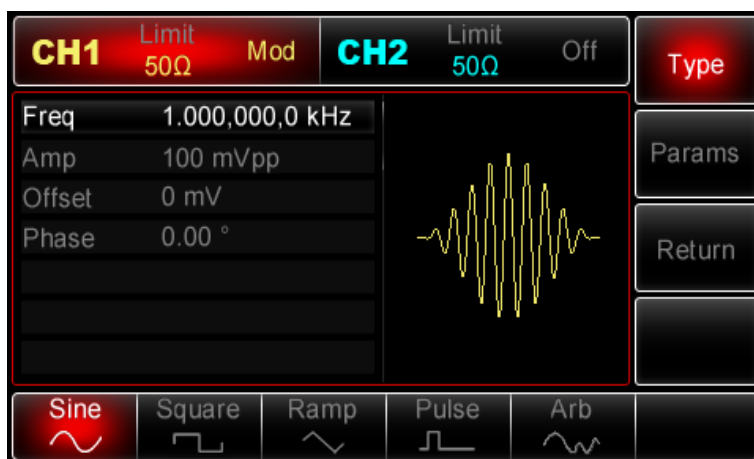 CH1 Limit 50Ω Mod
CH2 Limit 50Ω Off
Type
Freq 1.000,000,0 kHz
Amp 100 mVpp
Offset 0 mV
Phase 0.00 °
Params
Return
Sine Square Ramp Pulse Arb